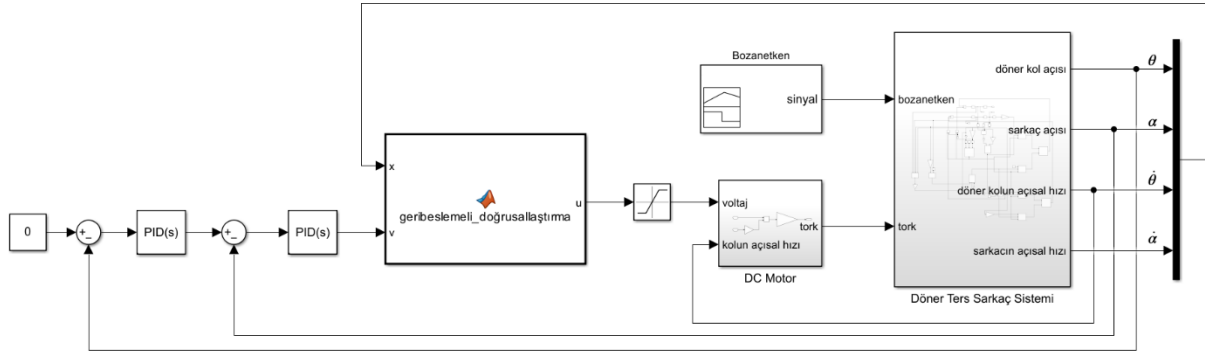 0
+
−
PID(s)
+
−
PID(s)
x
v
geribeslemeli_doğrusallaştırma
u
Bozanetken
sinyal
voltaj
kolun açısal hızı
tork
DC Motor
bozanetken
tork
döner kol açısı
sarkaç açısı
döner kolun açısal hızı
sarkacın açısal hızı
Döner Ters Sarkaç Sistemi
θ
α
θ̇
α̇